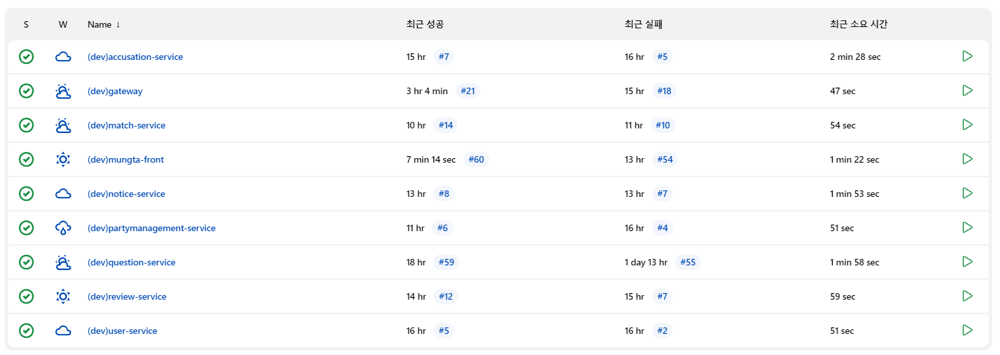 S W Name ↓ 최근 성공 최근 실패 최근 소요 시간
(dev)accusation-service 15 hr #7 16 hr #5 2 min 28 sec
(dev)gateway 3 hr 4 min #21 15 hr #18 47 sec
(dev)match-service 10 hr #14 11 hr #10 54 sec
(dev)mungta-front 7 min 14 sec #60 13 hr #54 1 min 22 sec
(dev)notice-service 13 hr #8 13 hr #7 1 min 53 sec
(dev)partymanagement-service 11 hr #6 16 hr #4 51 sec
(dev)question-service 18 hr #59 1 day 13 hr #55 1 min 58 sec
(dev)review-service 14 hr #12 15 hr #7 59 sec
(dev)user-service 16 hr #5 16 hr #2 51 sec